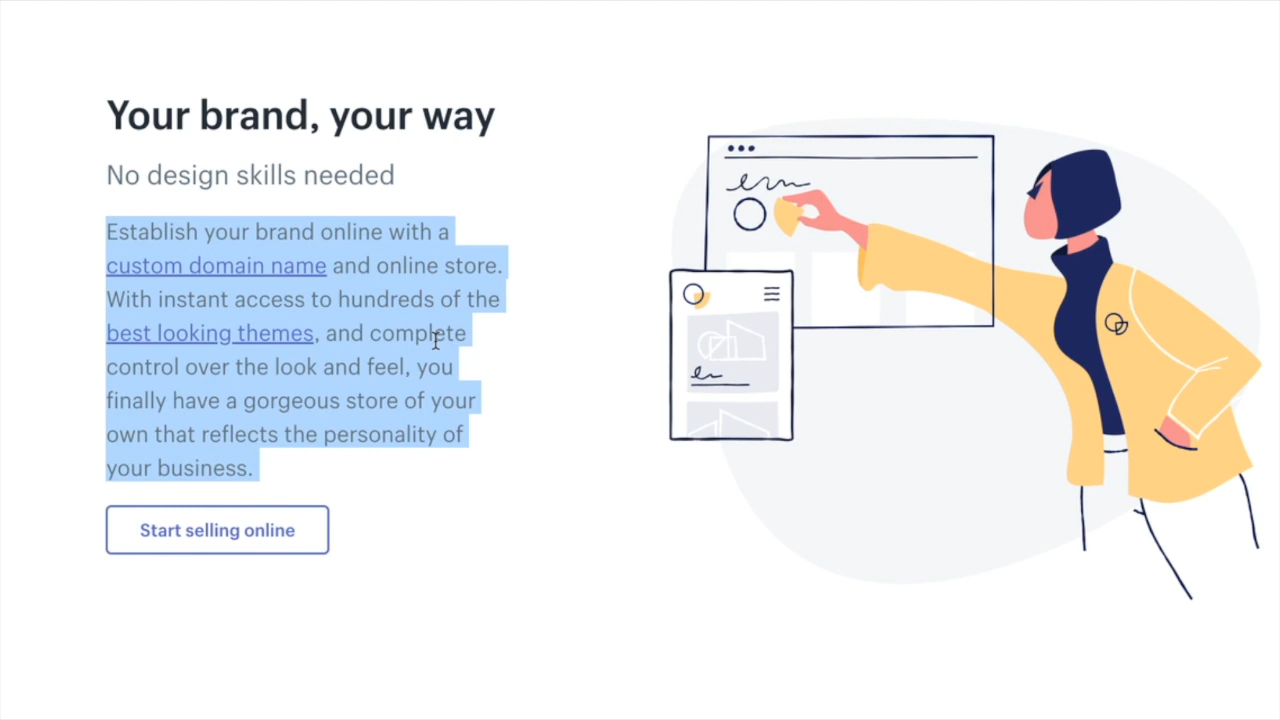 Your brand, your way
No design skills needed
Establish your brand online with a
custom domain name and online store.
With instant access to hundreds of the
best looking themes, and complete
control over the look and feel, you
finally have a gorgeous store of your
own that reflects the personality of
your business.
Start selling online